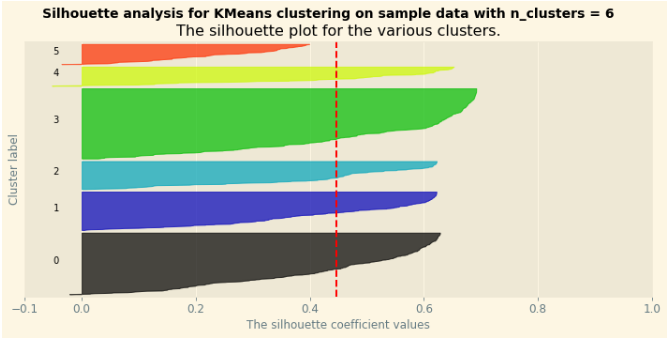 Silhouette analysis for KMeans clustering on sample data with n_clusters = 6
The silhouette plot for the various clusters.
Cluster label
5
4
3
2
1
0
−0.1 0.0 0.2 0.4 0.6 0.8 1.0
The silhouette coefficient values